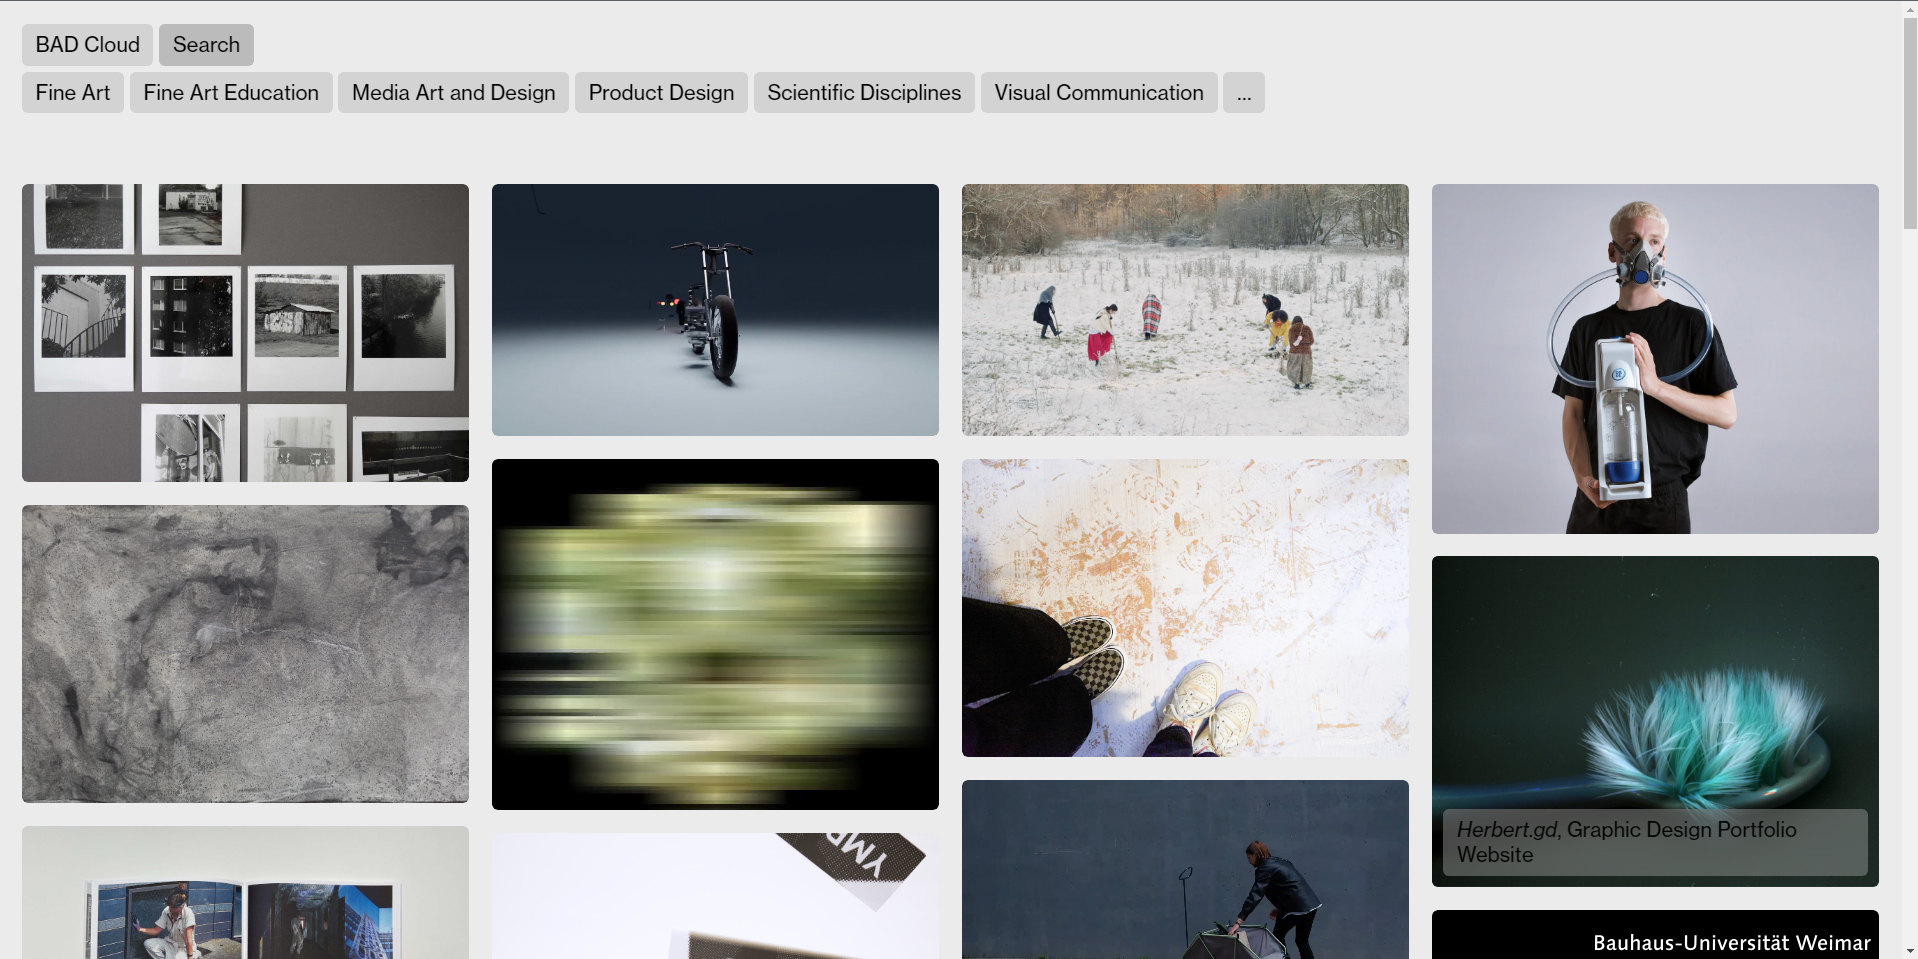 BAD Cloud
Search
Fine Art
Fine Art Education
Media Art and Design
Product Design
Scientific Disciplines
Visual Communication
...
Herbert.gd, Graphic Design Portfolio
Website
Bauhaus-Universität Weimar